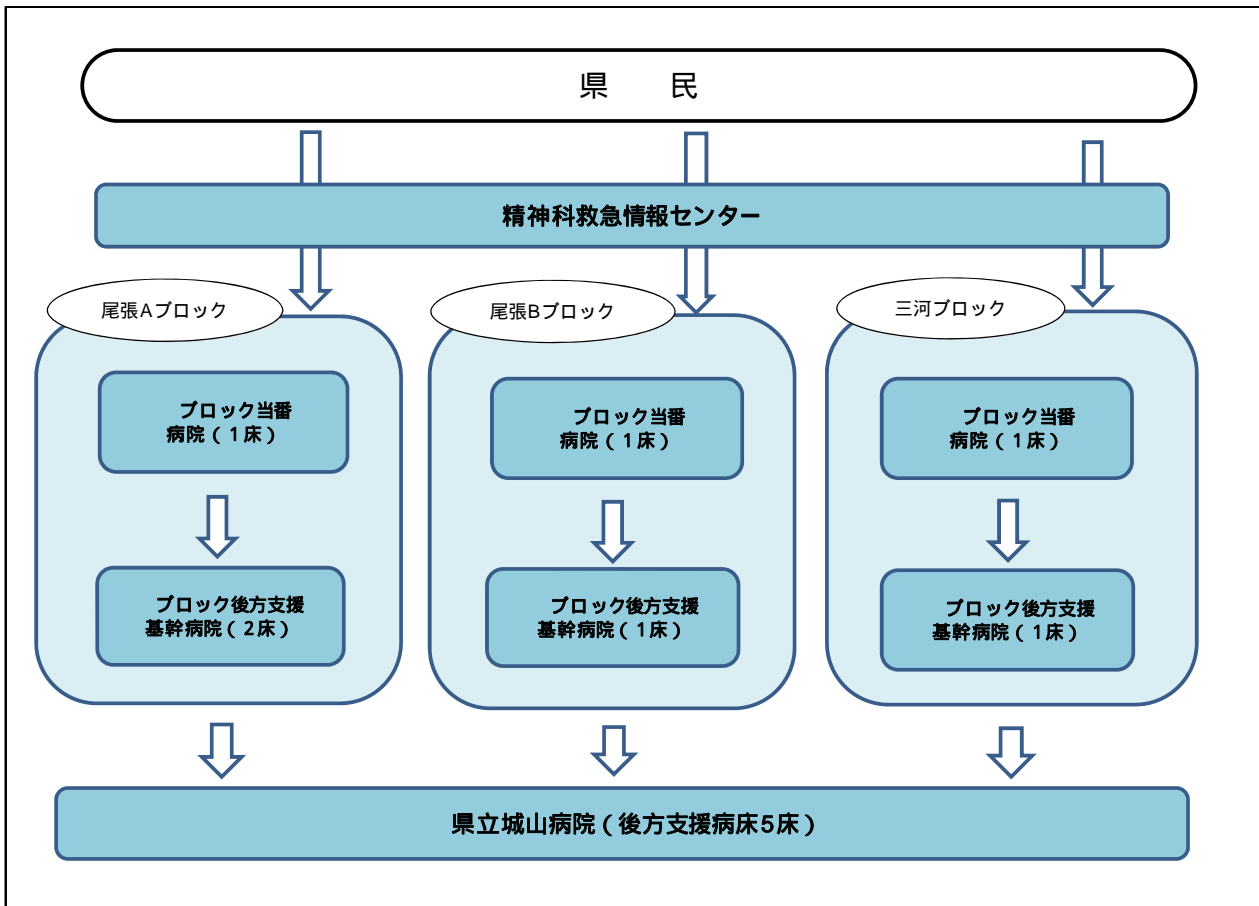 県　　民
精神科救急情報センター
尾張Aブロック
ブロック当番
病院（１床）
ブロック後方支援
基幹病院（２床）
尾張Bブロック
ブロック当番
病院（１床）
ブロック後方支援
基幹病院（１床）
三河ブロック
ブロック当番
病院（１床）
ブロック後方支援
基幹病院（１床）
県立城山病院（後方支援病床5床）